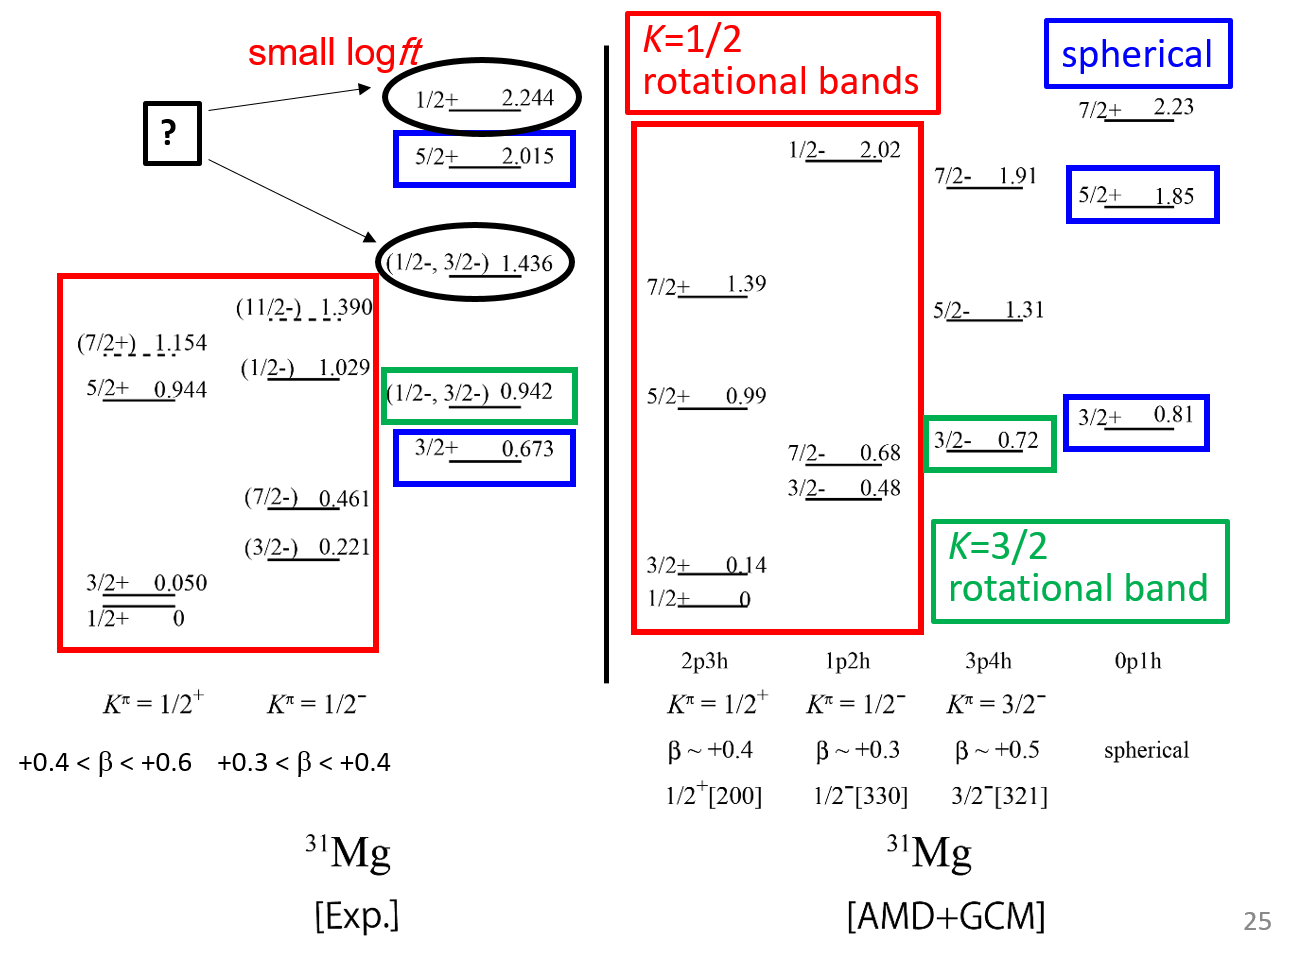 small logft
?
1/2+ 2.244
5/2+ 2.015
(1/2-, 3/2-) 1.436
(11/2-) 1.390
(7/2+) 1.154
(1/2-) 1.029
5/2+ 0.944
(1/2-, 3/2-) 0.942
3/2+ 0.673
(7/2-) 0.461
(3/2-) 0.221
3/2+ 0.050
1/2+ 0
Kπ = 1/2+ Kπ = 1/2−
+0.4 < β < +0.6 +0.3 < β < +0.4
31Mg
[Exp.]
K=1/2
rotational bands
spherical
7/2+ 2.23
1/2- 2.02
7/2- 1.91
5/2+ 1.85
7/2+ 1.39
5/2- 1.31
5/2+ 0.99
3/2+ 0.81
3/2- 0.72
7/2- 0.68
3/2- 0.48
K=3/2
rotational band
3/2+ 0.14
1/2+ 0
2p3h 1p2h 3p4h 0p1h
Kπ = 1/2+ Kπ = 1/2− Kπ = 3/2−
β ~ +0.4 β ~ +0.3 β ~ +0.5 spherical
1/2+[200] 1/2−[330] 3/2−[321]
31Mg
[AMD+GCM]
25